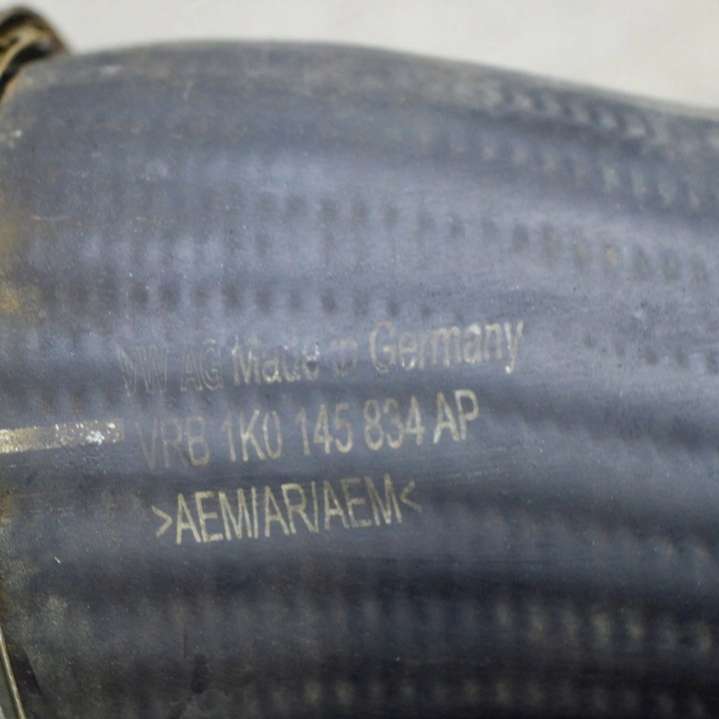 VW AG Made in Germany
VRB 1K0 145 834 AP
>AEM/AR/AEM<